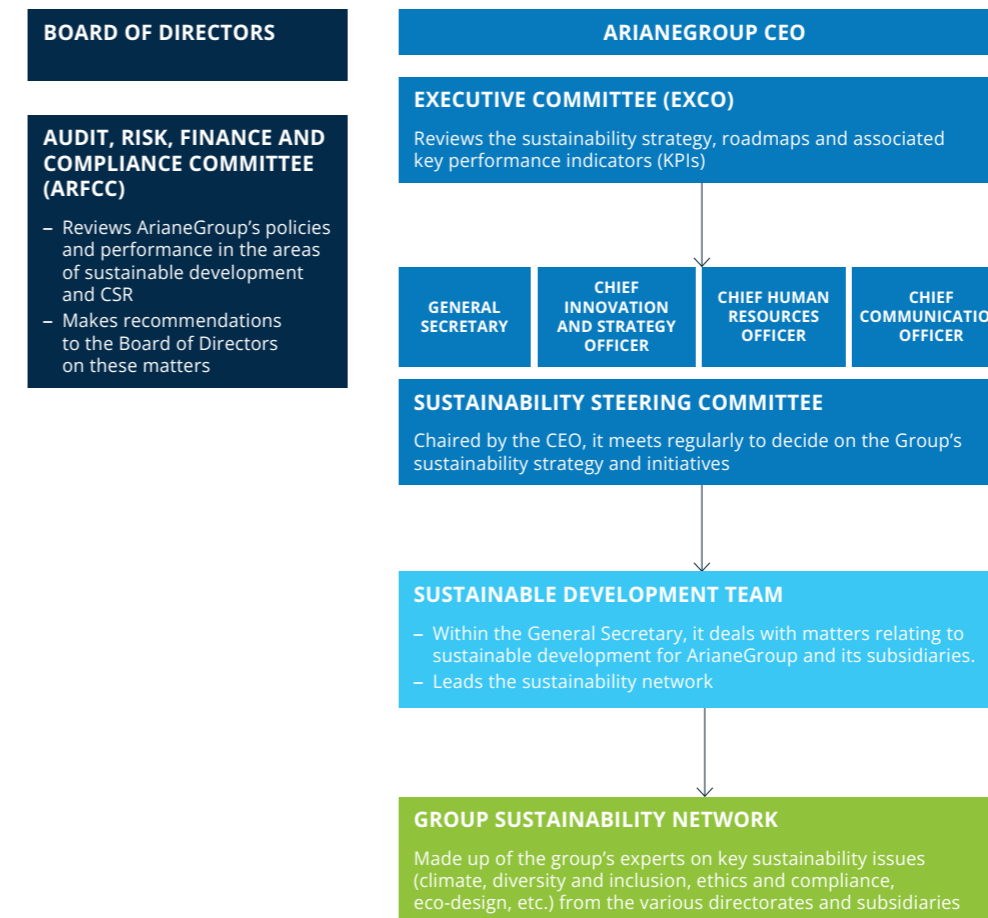 BOARD OF DIRECTORS
AUDIT, RISK, FINANCE AND
COMPLIANCE COMMITTEE
(ARFCC)
– Reviews ArianeGroup’s policies
and performance in the areas
of sustainable development
and CSR
– Makes recommendations
to the Board of Directors
on these matters
ARIANEGROUP CEO
EXECUTIVE COMMITTEE (EXCO)
Reviews the sustainability strategy, roadmaps and associated
key performance indicators (KPIs)
GENERAL
SECRETARY
CHIEF
INNOVATION
AND STRATEGY
OFFICER
CHIEF HUMAN
RESOURCES
OFFICER
CHIEF
COMMUNICATIO
OFFICER
SUSTAINABILITY STEERING COMMITTEE
Chaired by the CEO, it meets regularly to decide on the Group’s
sustainability strategy and initiatives
SUSTAINABLE DEVELOPMENT TEAM
– Within the General Secretary, it deals with matters relating to
sustainable development for ArianeGroup and its subsidiaries.
– Leads the sustainability network
GROUP SUSTAINABILITY NETWORK
Made up of the group’s experts on key sustainability issues
(climate, diversity and inclusion, ethics and compliance,
eco-design, etc.) from the various directorates and subsidiaries